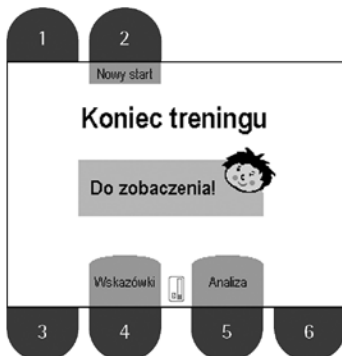 1 2
Nowy start
Koniec treningu
Do zobaczenia!
Wskazówki Analiza
3 4 5 6